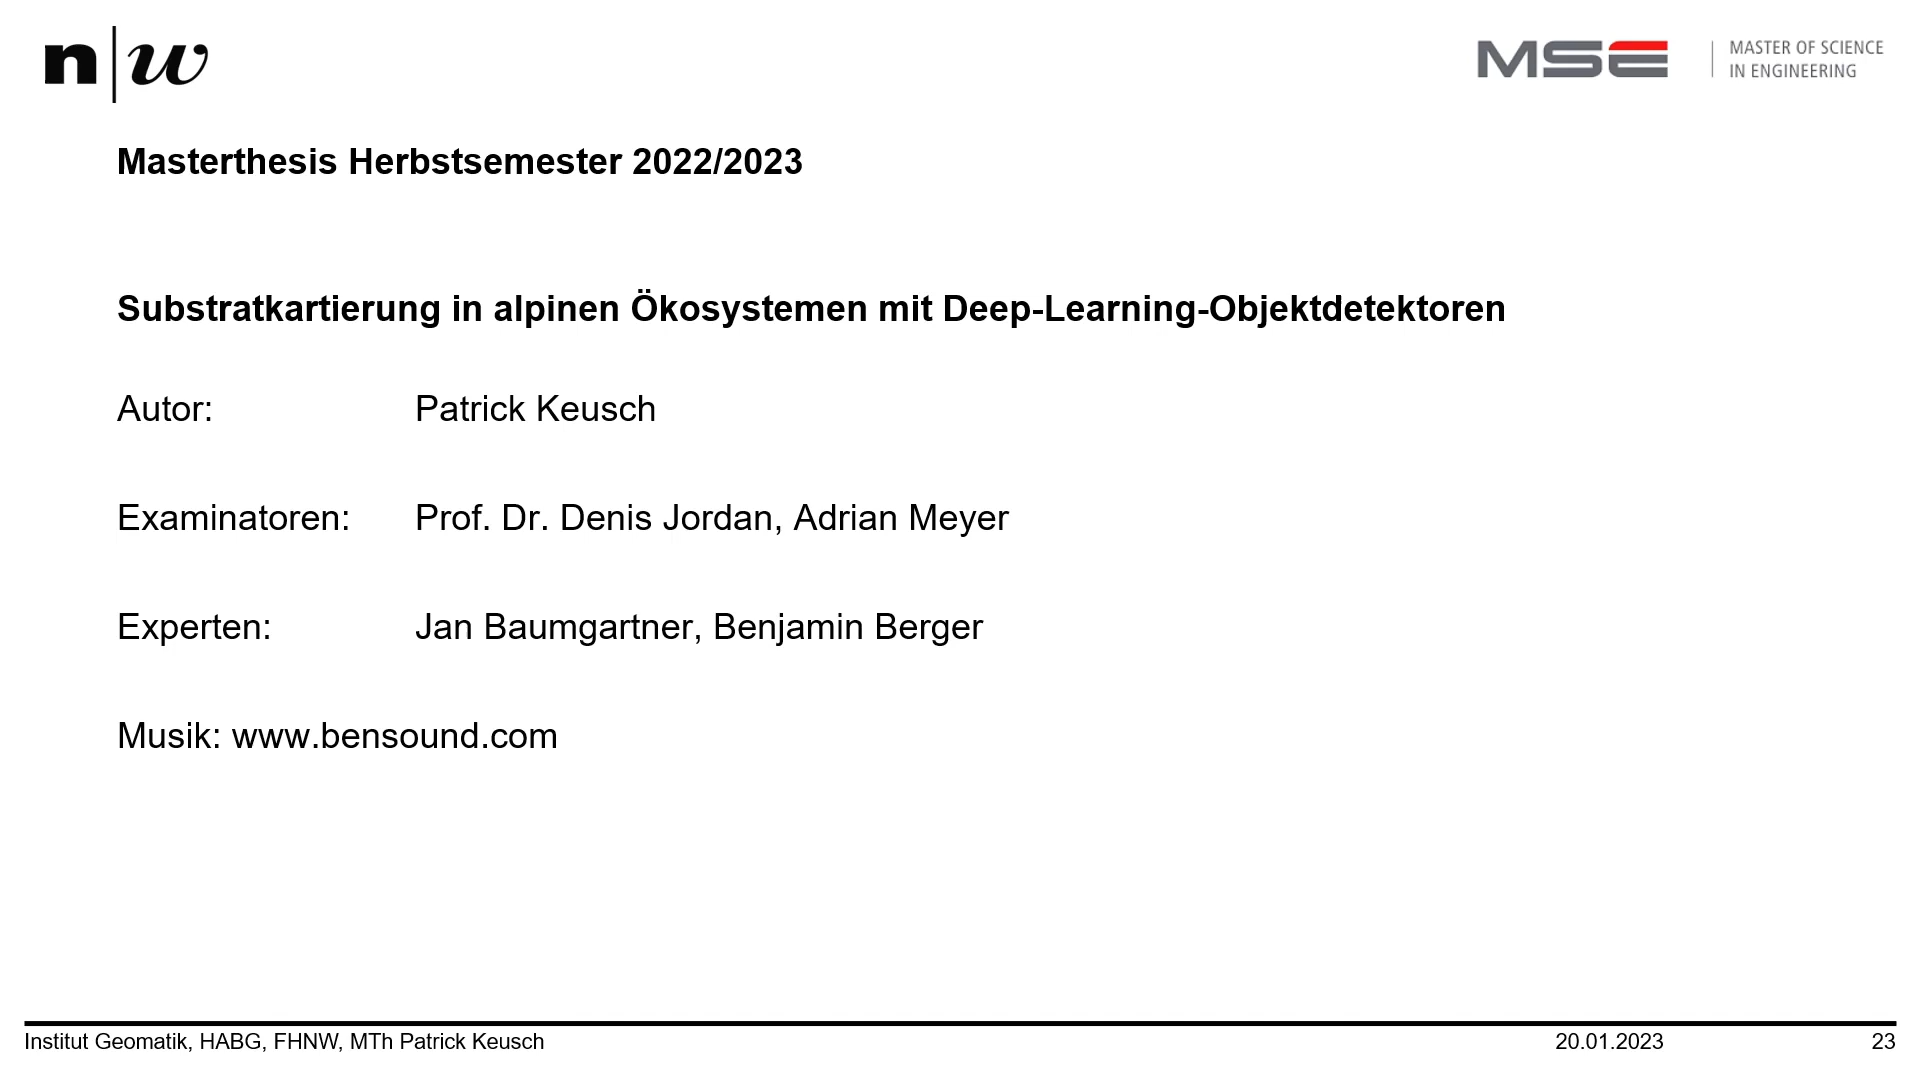 n|w
MSE
MASTER OF SCIENCE
IN ENGINEERING
Masterthesis Herbstsemester 2022/2023
Substratkartierung in alpinen Ökosystemen mit Deep-Learning-Objektdetektoren
Autor: Patrick Keusch
Examinatoren: Prof. Dr. Denis Jordan, Adrian Meyer
Experten: Jan Baumgartner, Benjamin Berger
Musik: www.bensound.com
Institut Geomatik, HABG, FHNW, MTh Patrick Keusch 20.01.2023 23